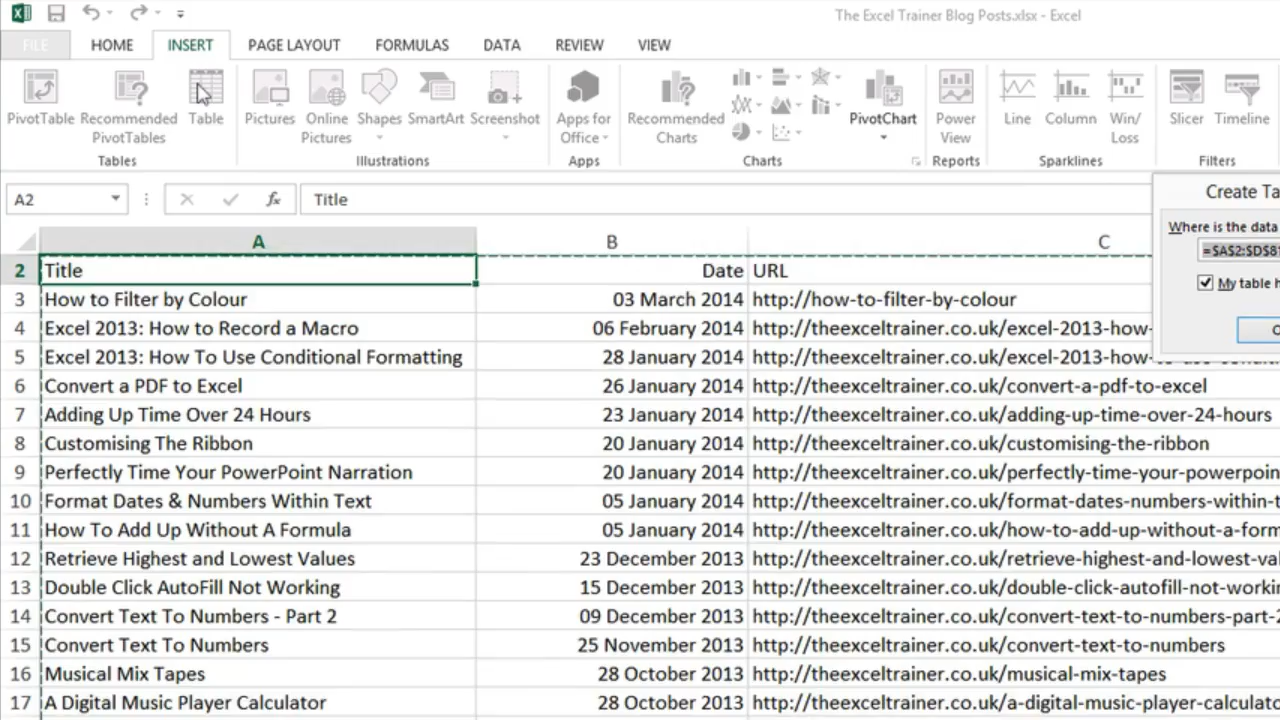 The Excel Trainer Blog Posts.xlsx - Excel
FILE HOME INSERT PAGE LAYOUT FORMULAS DATA REVIEW VIEW
PivotTable Recommended PivotTables Table Pictures Online Pictures Shapes SmartArt Screenshot Apps for Office Recommended Charts PivotChart Power View Line Column Win/Loss Slicer Timeline
Tables Illustrations Apps Charts Reports Sparklines Filters
A2 fx Title
Create Ta
Where is the data
=$A$2:$D$8
My table h
A B C
2 Title Date URL
3 How to Filter by Colour 03 March 2014 http://how-to-filter-by-colour
4 Excel 2013: How to Record a Macro 06 February 2014 http://theexceltrainer.co.uk/excel-2013-how-
5 Excel 2013: How To Use Conditional Formatting 28 January 2014 http://theexceltrainer.co.uk/excel-2013-how-
6 Convert a PDF to Excel 26 January 2014 http://theexceltrainer.co.uk/convert-a-pdf-to-excel
7 Adding Up Time Over 24 Hours 23 January 2014 http://theexceltrainer.co.uk/adding-up-time-over-24-hours
8 Customising The Ribbon 20 January 2014 http://theexceltrainer.co.uk/customising-the-ribbon
9 Perfectly Time Your PowerPoint Narration 20 January 2014 http://theexceltrainer.co.uk/perfectly-time-your-powerpoin
10 Format Dates & Numbers Within Text 05 January 2014 http://theexceltrainer.co.uk/format-dates-numbers-within-t
11 How To Add Up Without A Formula 05 January 2014 http://theexceltrainer.co.uk/how-to-add-up-without-a-form
12 Retrieve Highest and Lowest Values 23 December 2013 http://theexceltrainer.co.uk/retrieve-highest-and-lowest-va
13 Double Click AutoFill Not Working 15 December 2013 http://theexceltrainer.co.uk/double-click-autofill-not-workin
14 Convert Text To Numbers - Part 2 09 December 2013 http://theexceltrainer.co.uk/convert-text-to-numbers-part-2
15 Convert Text To Numbers 25 November 2013 http://theexceltrainer.co.uk/convert-text-to-numbers
16 Musical Mix Tapes 28 October 2013 http://theexceltrainer.co.uk/musical-mix-tapes
17 A Digital Music Player Calculator 28 October 2013 http://theexceltrainer.co.uk/a-digital-music-player-calculato